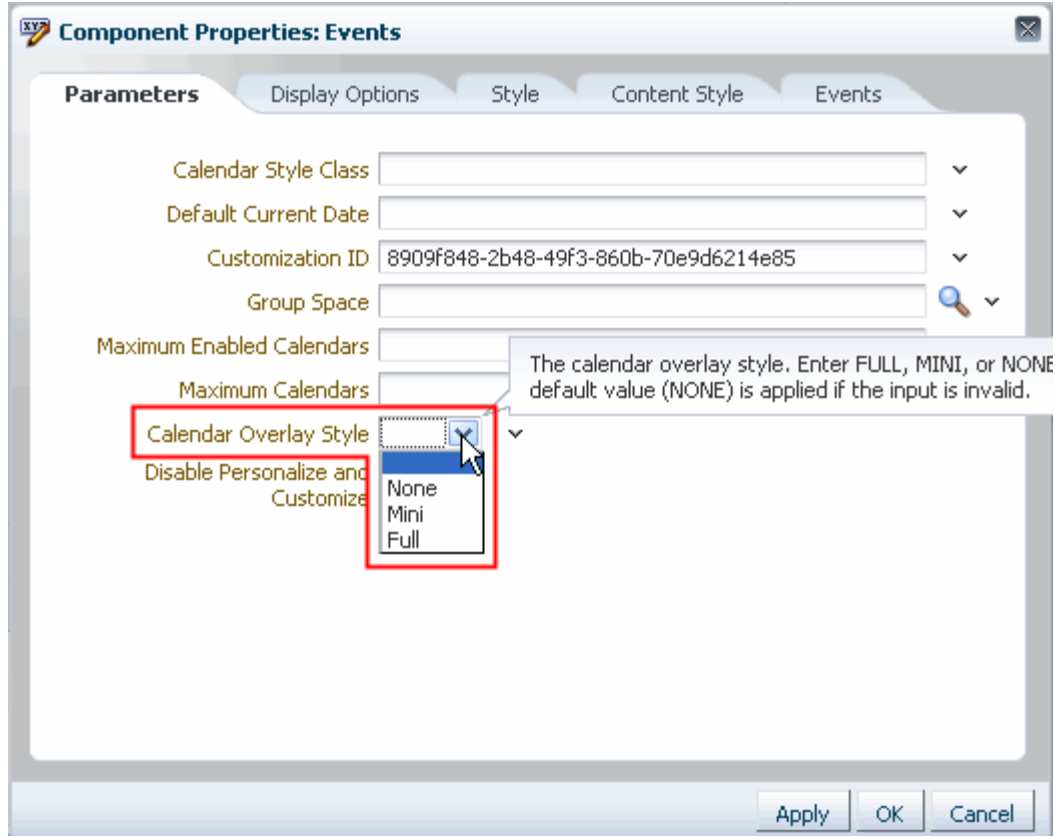 Component Properties: Events
Parameters Display Options Style Content Style Events
Calendar Style Class
Default Current Date
Customization ID 8909f848-2b48-49f3-860b-70e9d6214e85
Group Space
Maximum Enabled Calendars
The calendar overlay style. Enter FULL, MINI, or NONE
Maximum Calendars
default value (NONE) is applied if the input is invalid.
Calendar Overlay Style
Disable Personalize and
Customize
None
Mini
Full
Apply OK Cancel